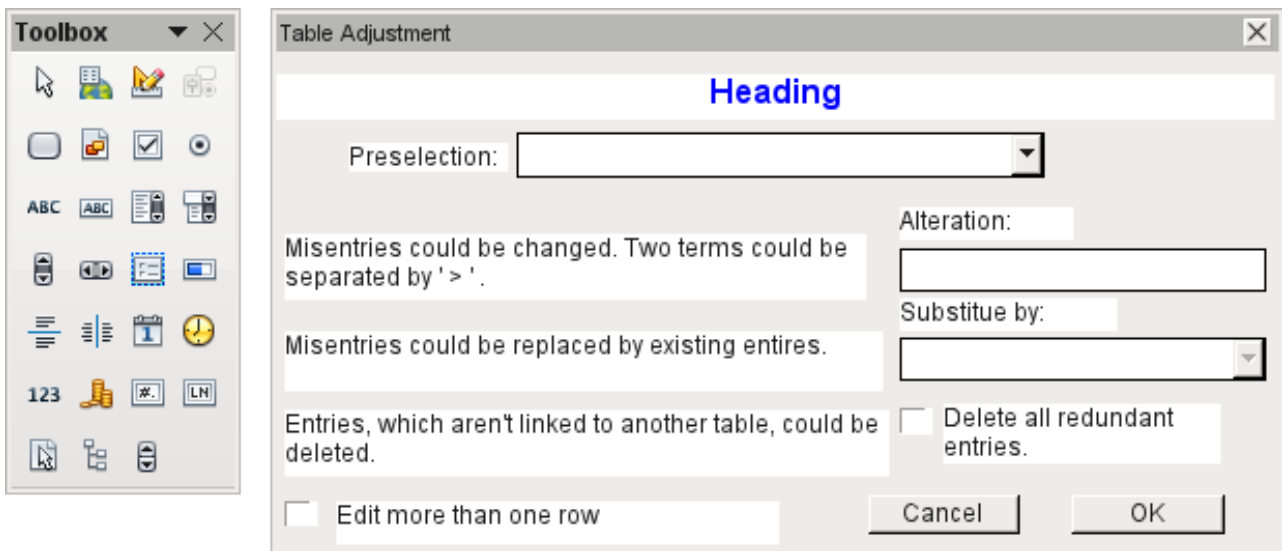 Toolbox
ABC ABC
1
123 #. LN
Table Adjustment
Heading
Preselection:
Alteration:
Misentries could be changed. Two terms could be
separated by ' > '.
Substitue by:
Misentries could be replaced by existing entires.
Entries, which aren't linked to another table, could be
deleted.
Delete all redundant
entries.
Edit more than one row
Cancel
OK